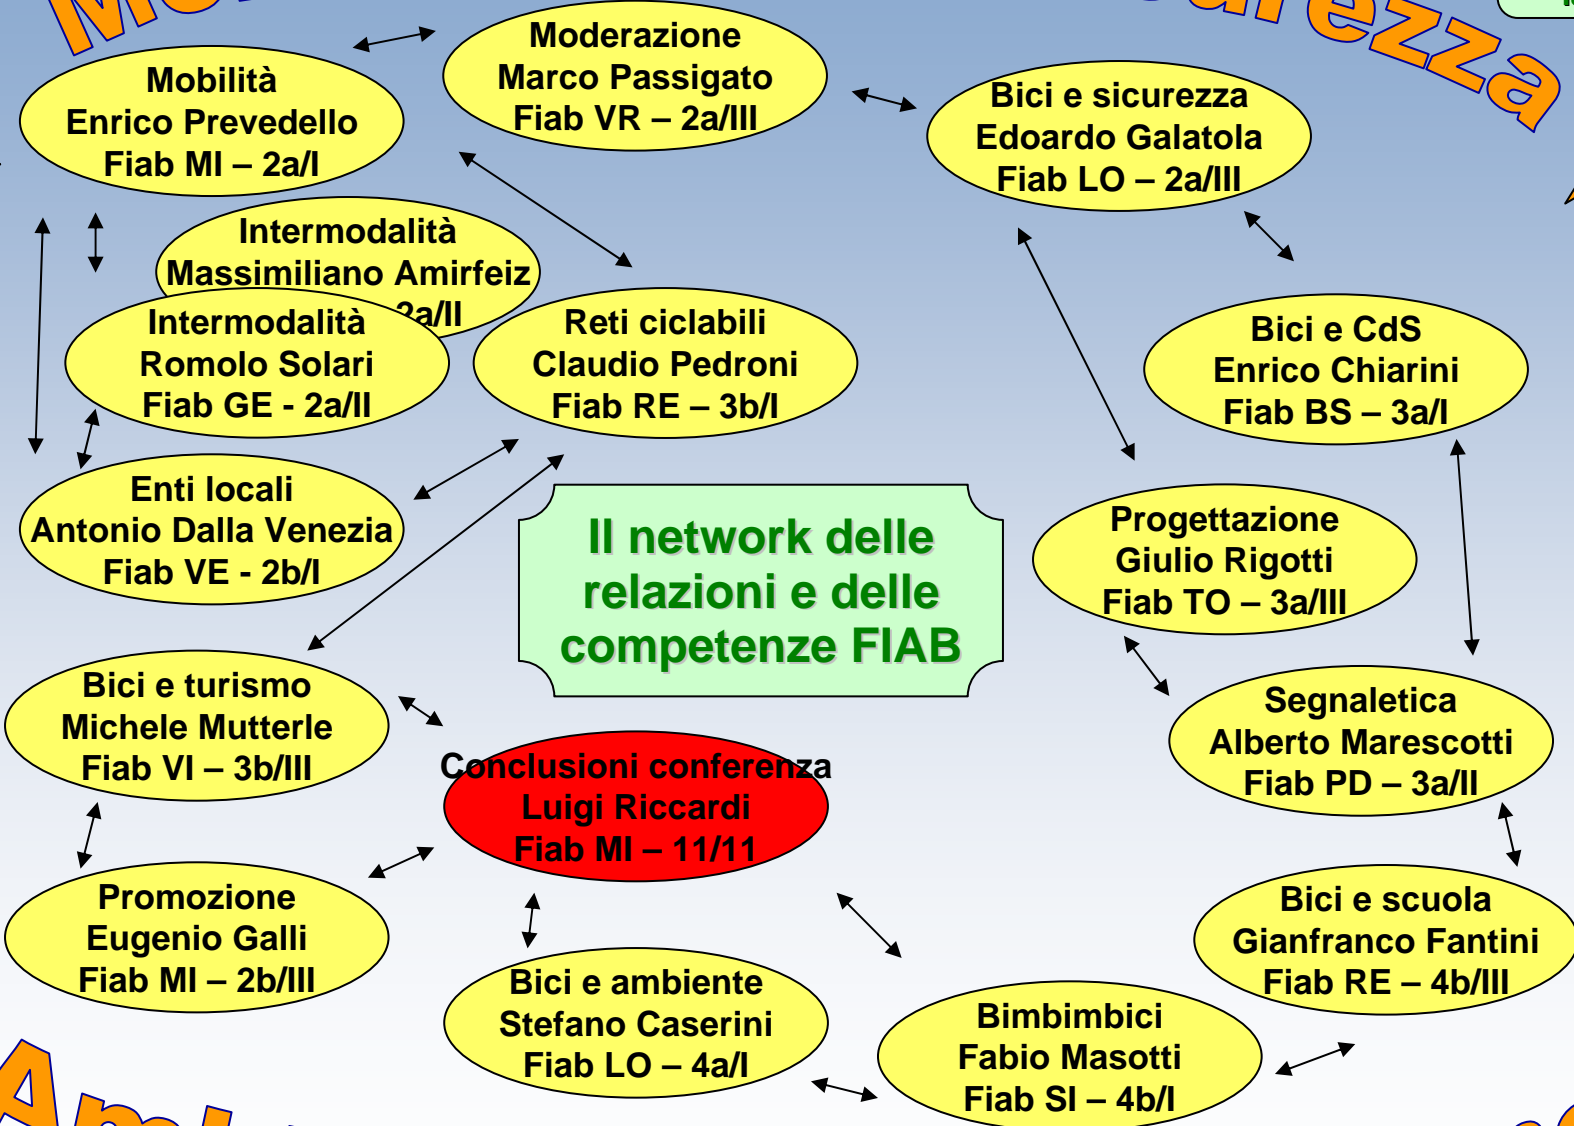 Moderazione
Marco Passigato
Fiab VR – 2a/III
Mobilità
Enrico Prevedello
Fiab MI – 2a/I
Bici e sicurezza
Edoardo Galatola
Fiab LO – 2a/III
Intermodalità
Massimiliano Amirfeiz
2a/II
Intermodalità
Romolo Solari
Fiab GE - 2a/II
Reti ciclabili
Claudio Pedroni
Fiab RE – 3b/I
Bici e CdS
Enrico Chiarini
Fiab BS – 3a/I
Enti locali
Antonio Dalla Venezia
Fiab VE - 2b/I
Il network delle
relazioni e delle
competenze FIAB
Progettazione
Giulio Rigotti
Fiab TO – 3a/III
Bici e turismo
Michele Mutterle
Fiab VI – 3b/III
Segnaletica
Alberto Marescotti
Fiab PD – 3a/II
Conclusioni conferenza
Luigi Riccardi
Fiab MI – 11/11
Promozione
Eugenio Galli
Fiab MI – 2b/III
Bici e scuola
Gianfranco Fantini
Fiab RE – 4b/III
Bici e ambiente
Stefano Caserini
Fiab LO – 4a/I
Bimbimbici
Fabio Masotti
Fiab SI – 4b/I